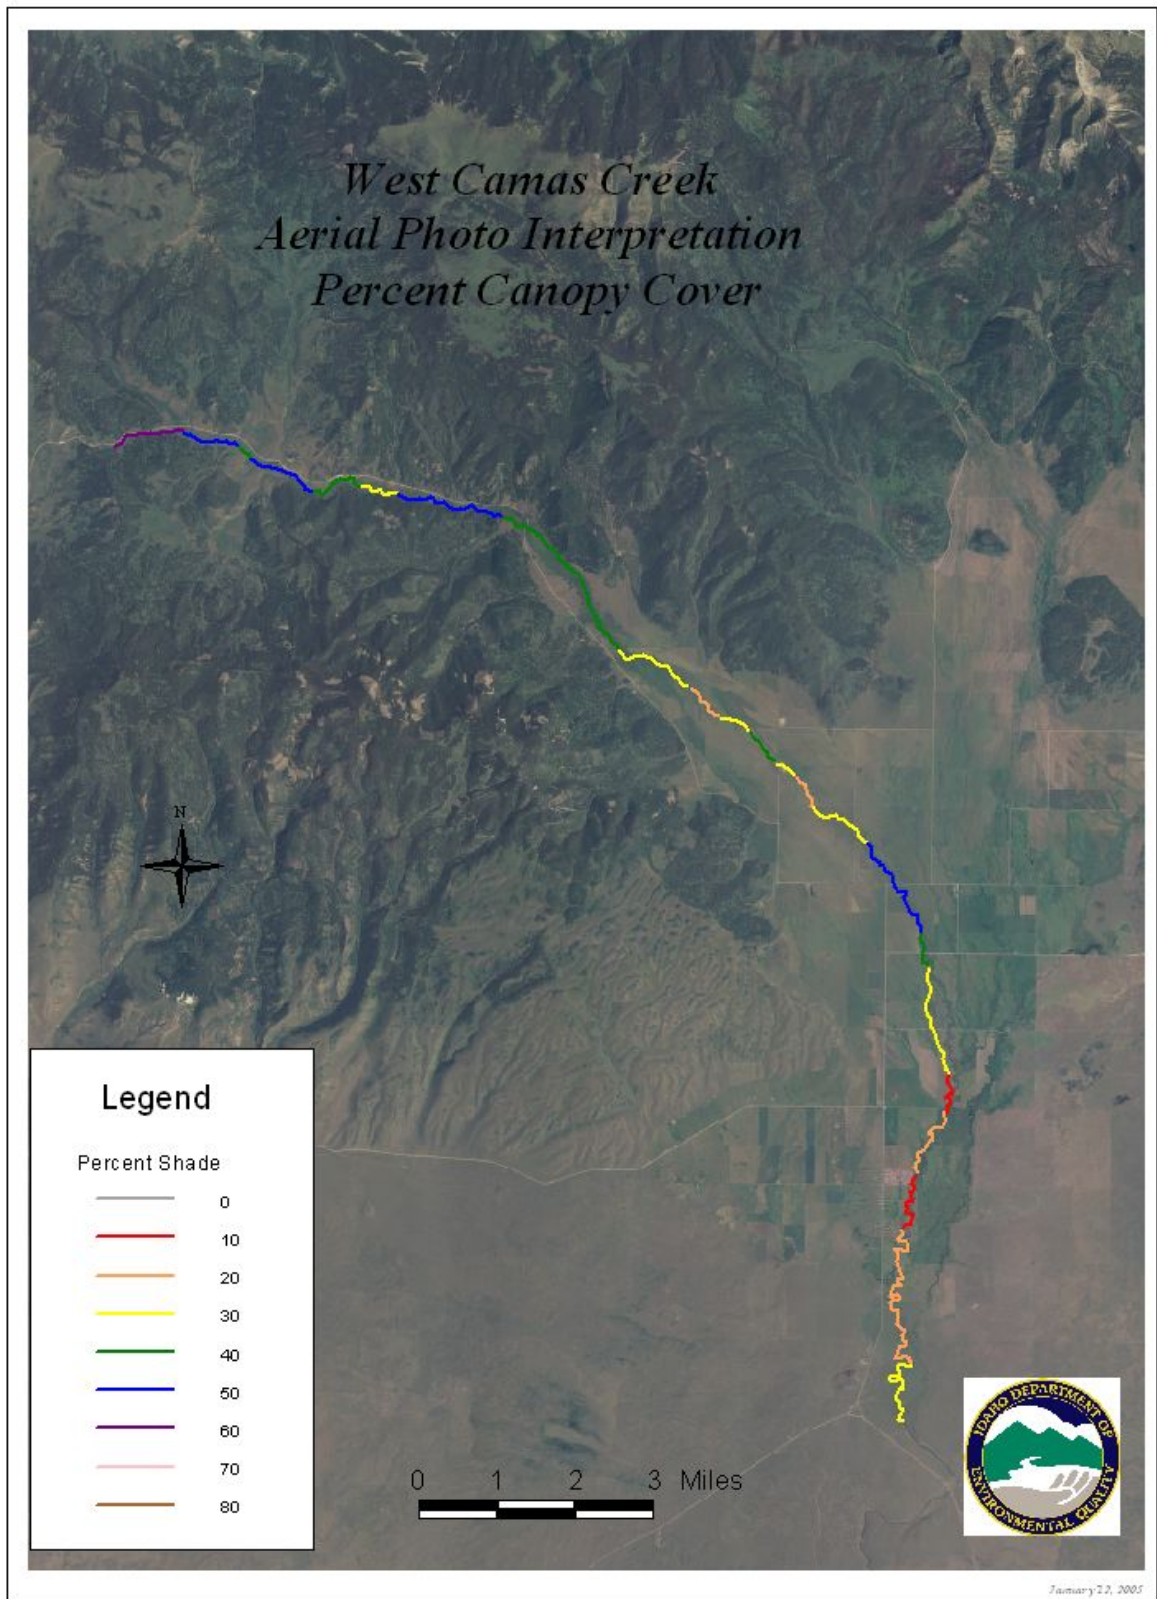 West Camas Creek
Aerial Photo Interpretation
Percent Canopy Cover
N
Legend
Percent Shade
0
10
20
30
40
50
60
70
80
0 1 2 3 Miles
IDAHO DEPARTMENT OF
ENVIRONMENTAL QUALITY
January 22, 2005